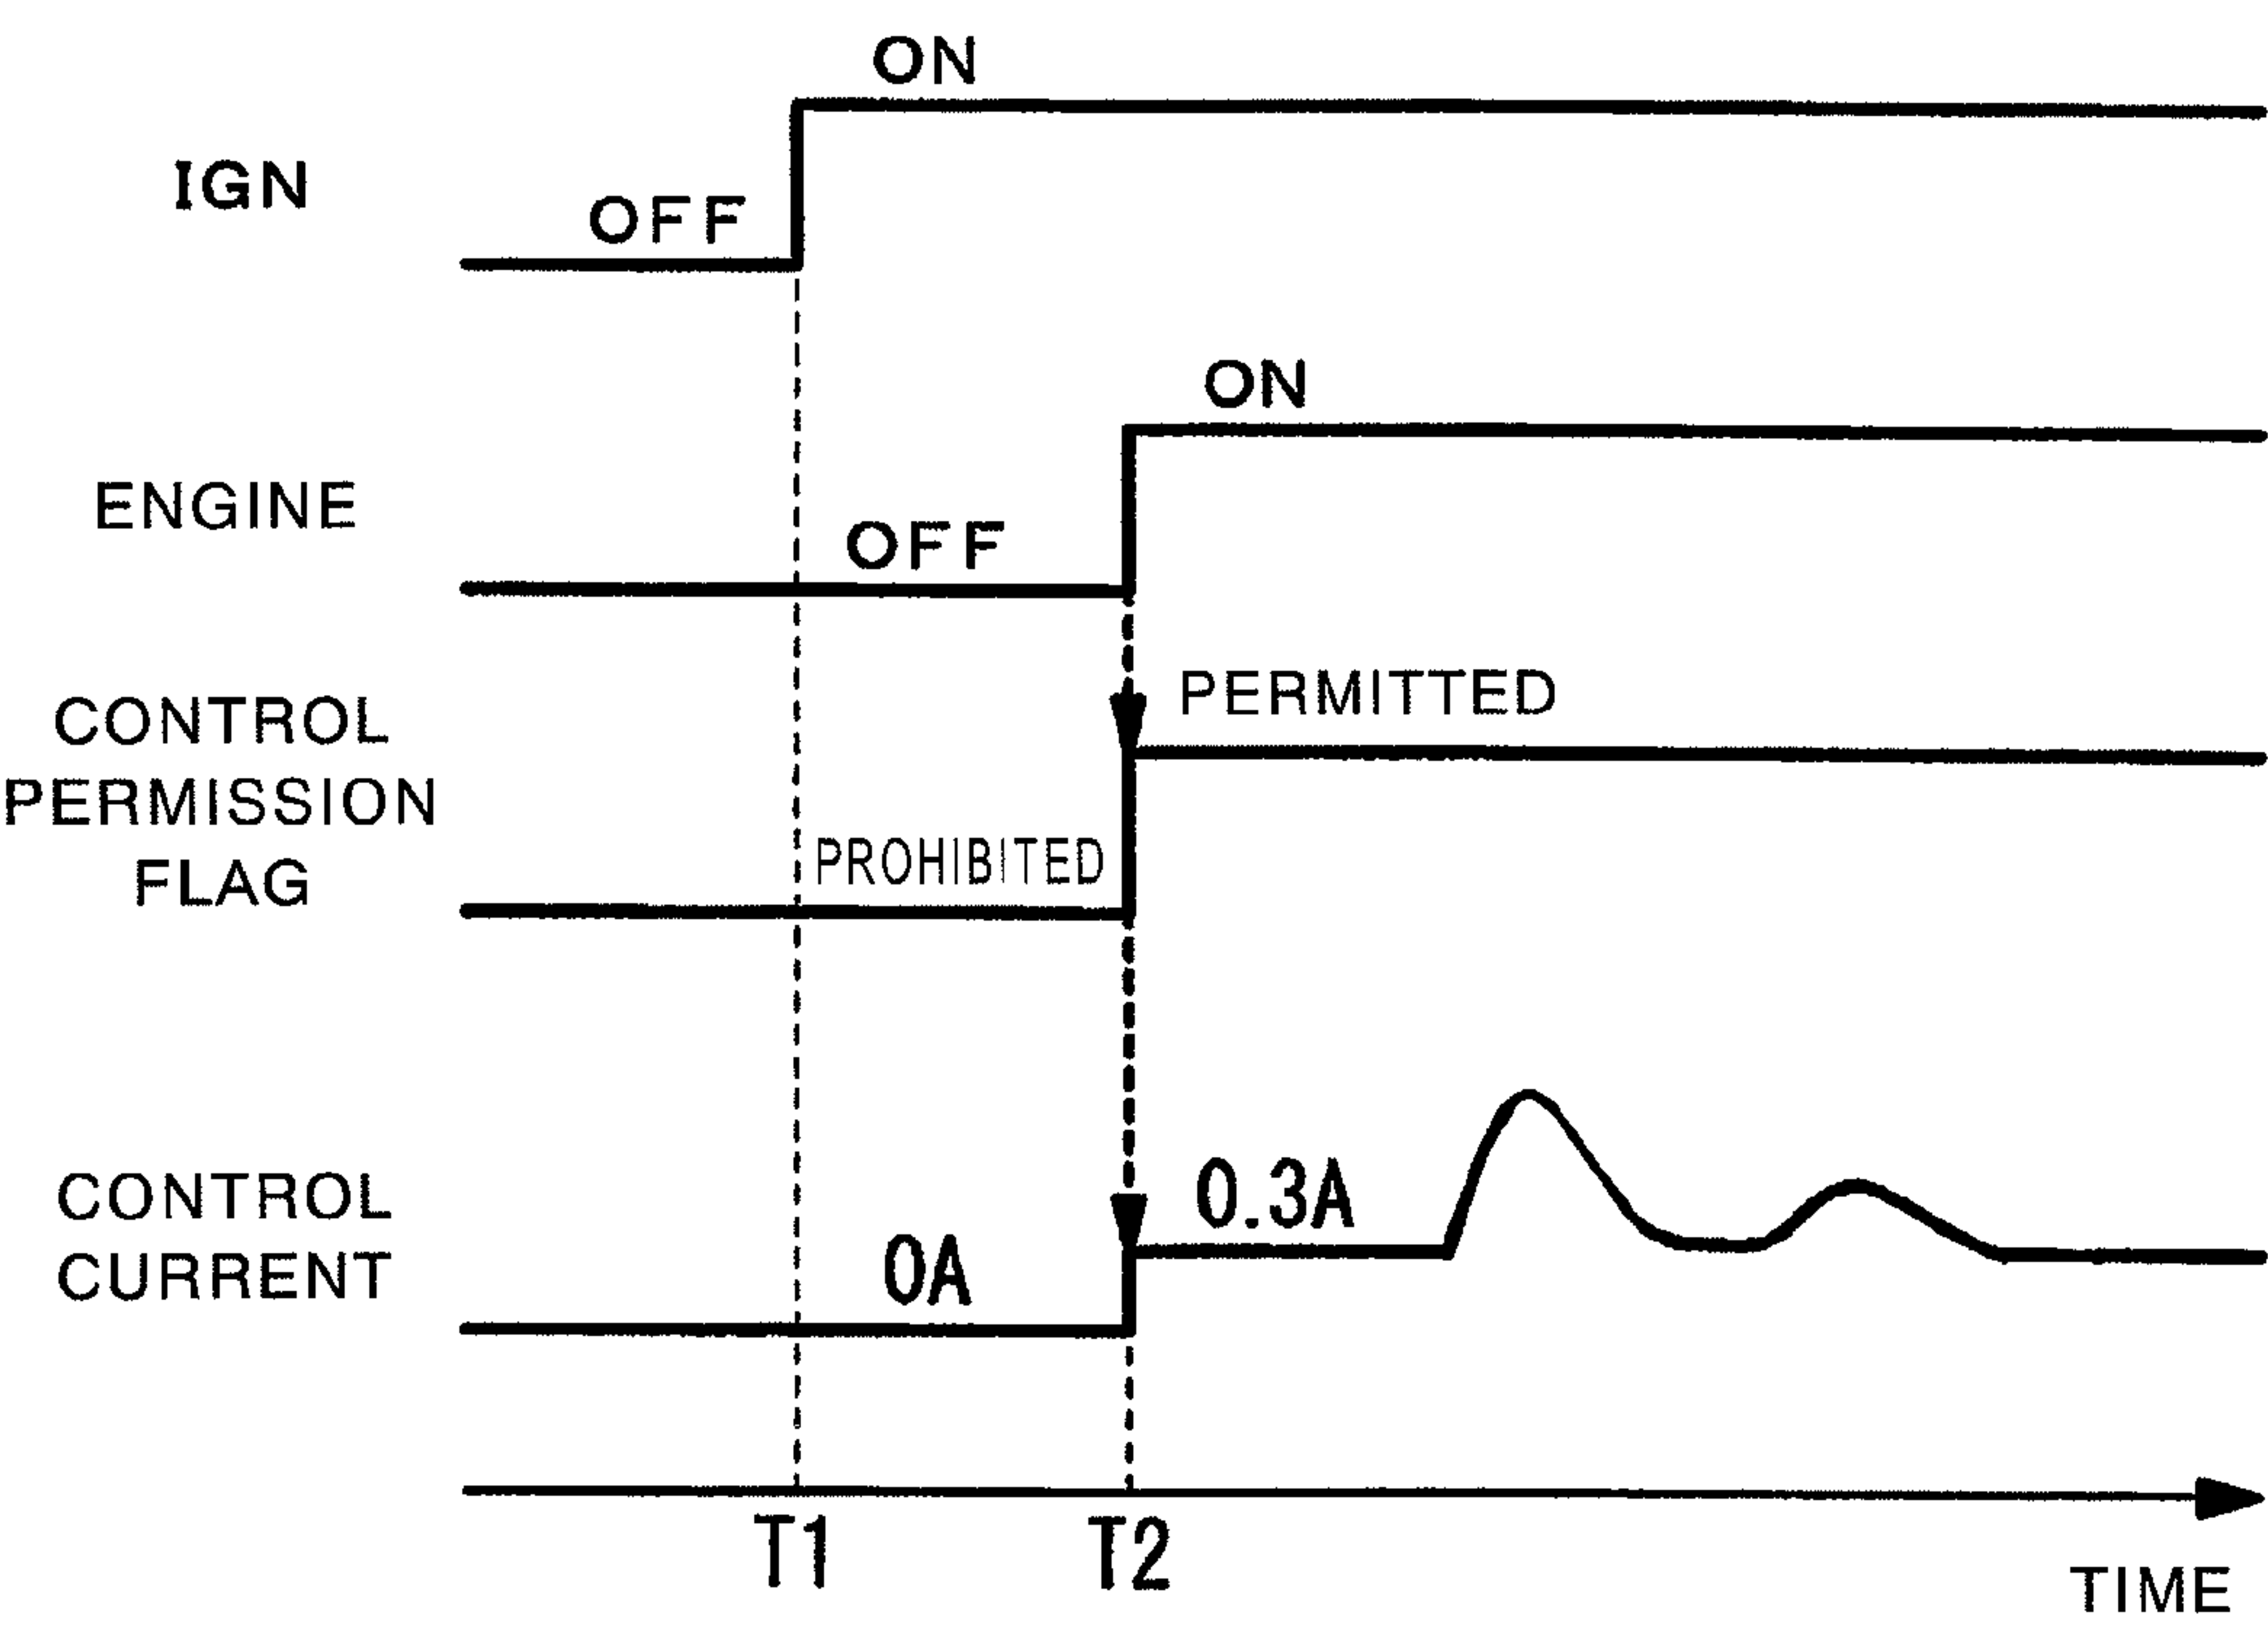 ON
IGN
OFF
ON
ENGINE
OFF
PERMITTED
CONTROL
PERMISSION
FLAG
PROHIBITED
0.3A
CONTROL
CURRENT
0A
T1
T2
TIME